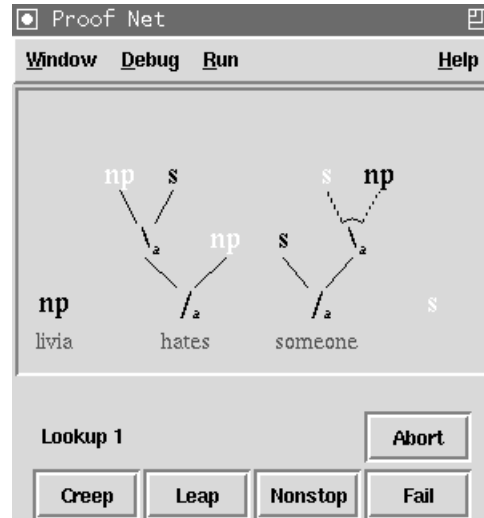 Proof Net
Window Debug Run Help
np s s np
\a \a
np s
np /a /a s
livia hates someone
Lookup 1 Abort
Creep Leap Nonstop Fail